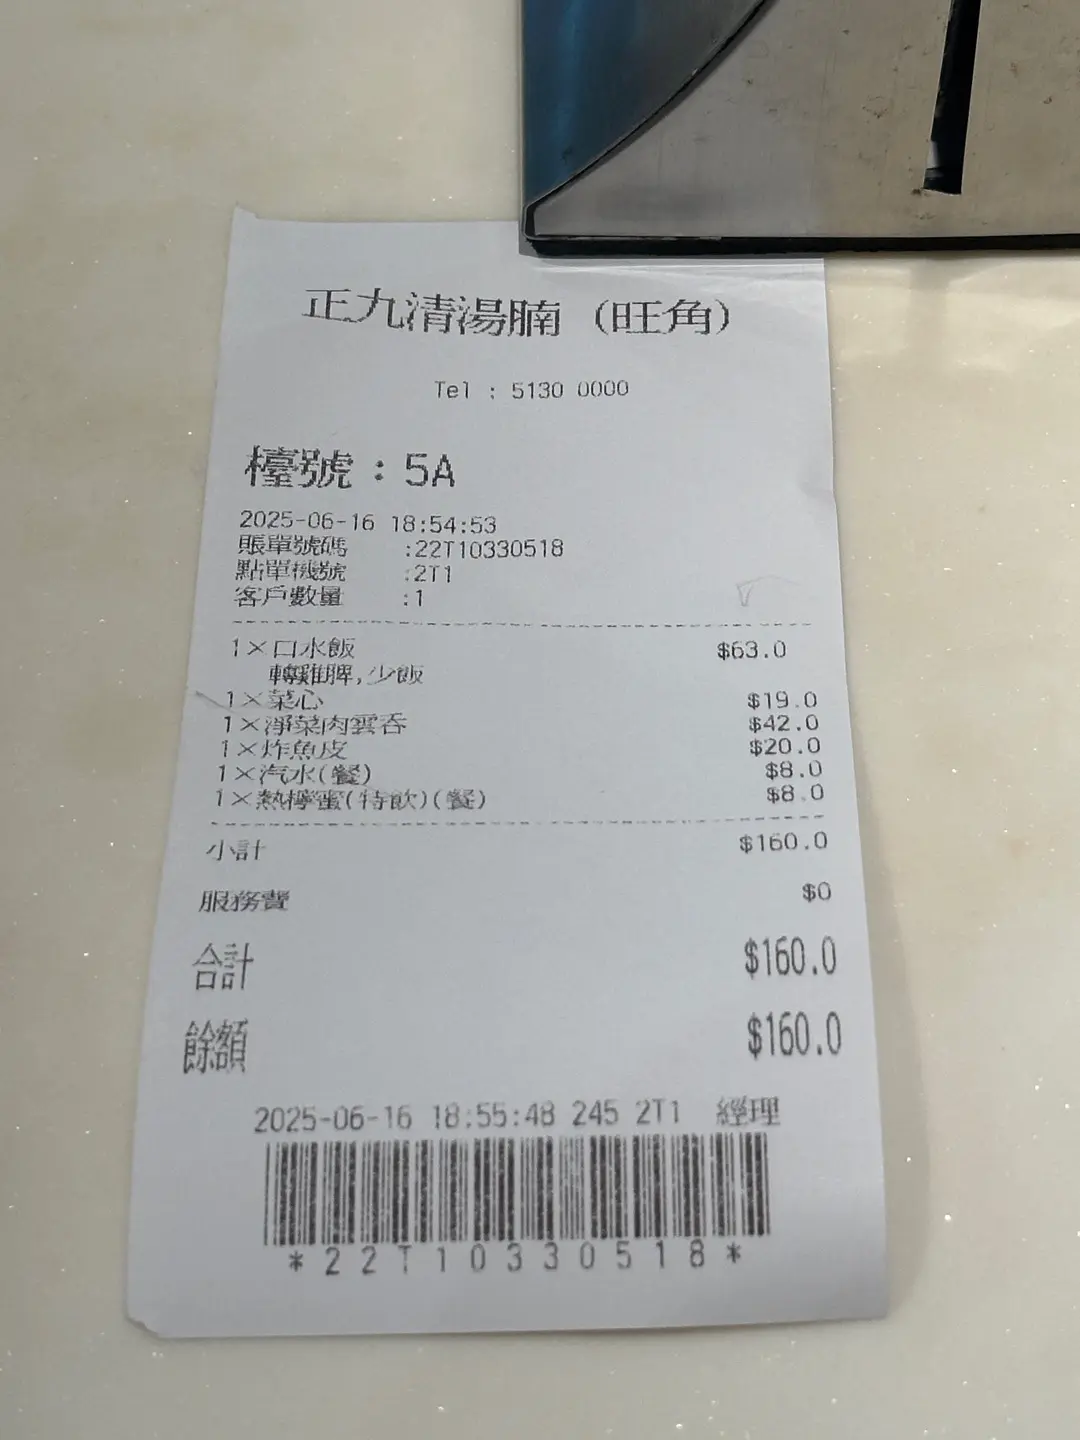 正九清湯腩 (旺角)
Tel : 5130 0000
檯號 : 5A
2025-06-16 18:54:53
賬單號碼 :22T10330518
點單機號 :2T1
客戶數量 :1
1×口水飯 $63.0
轉雞脾,少飯
1×菜心 $19.0
1×淨菜肉雲吞 $42.0
1×炸魚皮 $20.0
1×汽水(餐) $8.0
1×熱檸蜜(特飲)(餐) $8.0
小計 $160.0
服務費 $0
合計 $160.0
餘額 $160.0
2025-06-16 18:55:48 245 2T1 經理
*22T10330518*